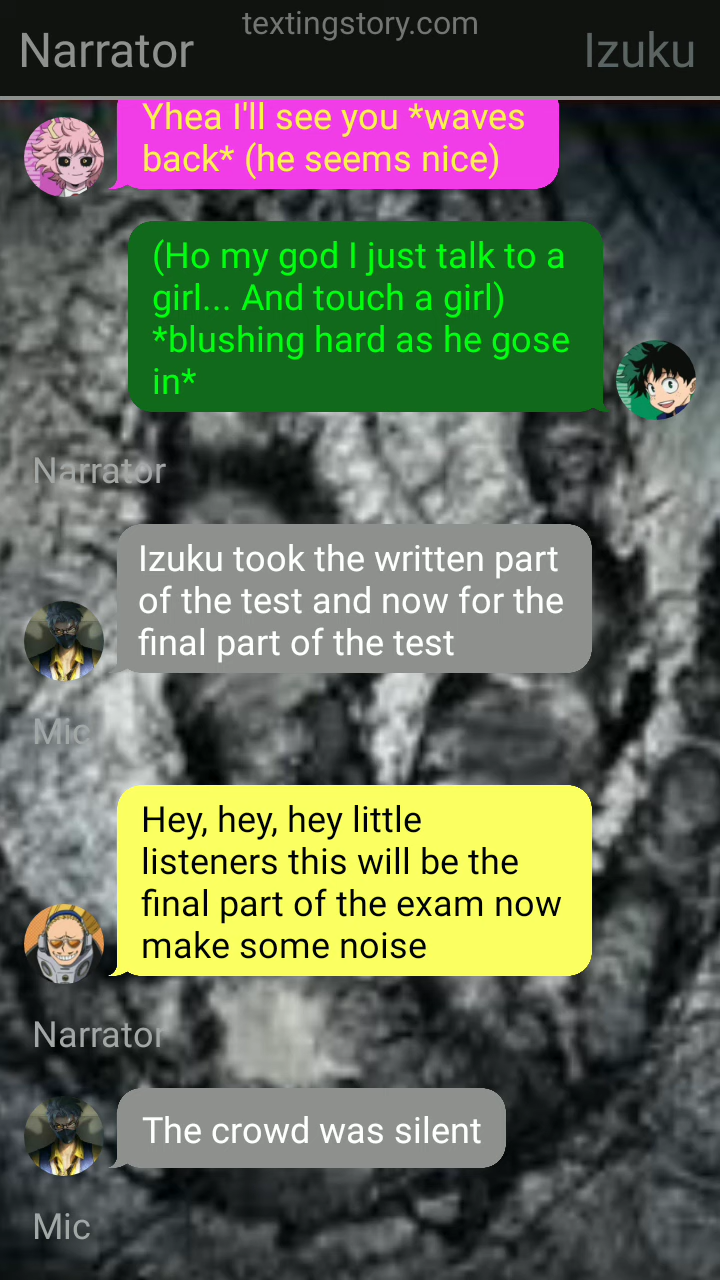 textingstory.com
Narrator
Izuku
Yhea I'll see you *waves
back* (he seems nice)
(Ho my god I just talk to a
girl... And touch a girl)
*blushing hard as he gose
in*
Narrator
Izuku took the written part
of the test and now for the
final part of the test
Mic
Hey, hey, hey little
listeners this will be the
final part of the exam now
make some noise
Narrator
The crowd was silent
Mic